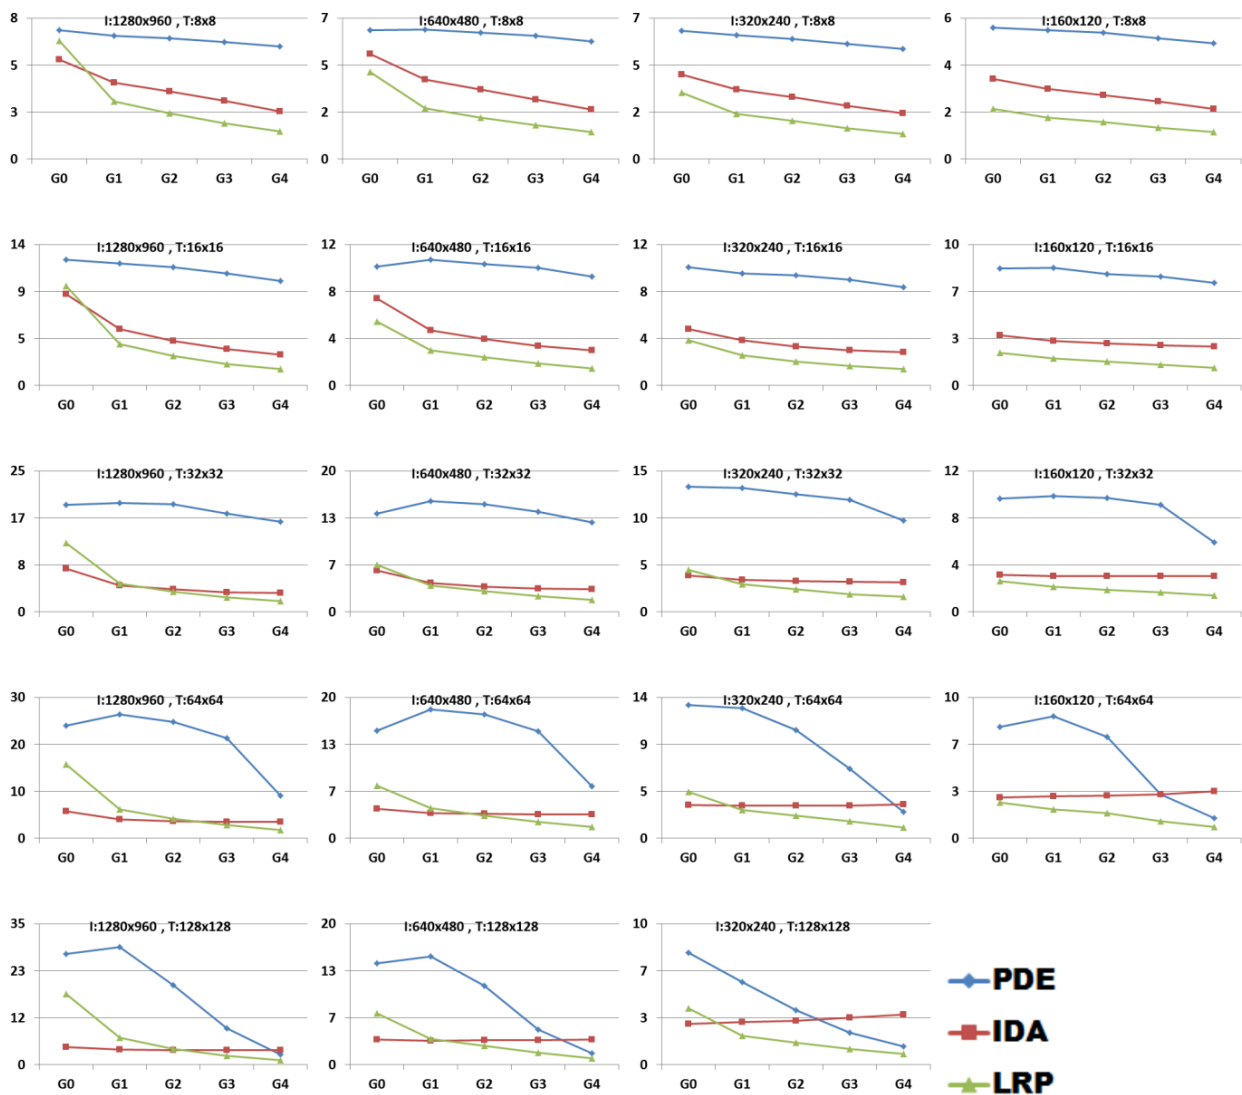 I:1280x960 , T:8x8
8
5
3
0
G0 G1 G2 G3 G4
I:640x480 , T:8x8
7
5
2
0
G0 G1 G2 G3 G4
I:320x240 , T:8x8
7
5
2
0
G0 G1 G2 G3 G4
I:160x120 , T:8x8
6
4
2
0
G0 G1 G2 G3 G4
I:1280x960 , T:16x16
14
9
5
0
G0 G1 G2 G3 G4
I:640x480 , T:16x16
12
8
4
0
G0 G1 G2 G3 G4
I:320x240 , T:16x16
12
8
4
0
G0 G1 G2 G3 G4
I:160x120 , T:16x16
10
7
3
0
G0 G1 G2 G3 G4
I:1280x960 , T:32x32
25
17
8
0
G0 G1 G2 G3 G4
I:640x480 , T:32x32
20
13
7
0
G0 G1 G2 G3 G4
I:320x240 , T:32x32
15
10
5
0
G0 G1 G2 G3 G4
I:160x120 , T:32x32
12
8
4
0
G0 G1 G2 G3 G4
I:1280x960 , T:64x64
30
20
10
0
G0 G1 G2 G3 G4
I:640x480 , T:64x64
20
13
7
0
G0 G1 G2 G3 G4
I:320x240 , T:64x64
14
9
5
0
G0 G1 G2 G3 G4
I:160x120 , T:64x64
10
7
3
0
G0 G1 G2 G3 G4
I:1280x960 , T:128x128
35
23
12
0
G0 G1 G2 G3 G4
I:640x480 , T:128x128
20
13
7
0
G0 G1 G2 G3 G4
I:320x240 , T:128x128
10
7
3
0
G0 G1 G2 G3 G4
PDE
IDA
LRP